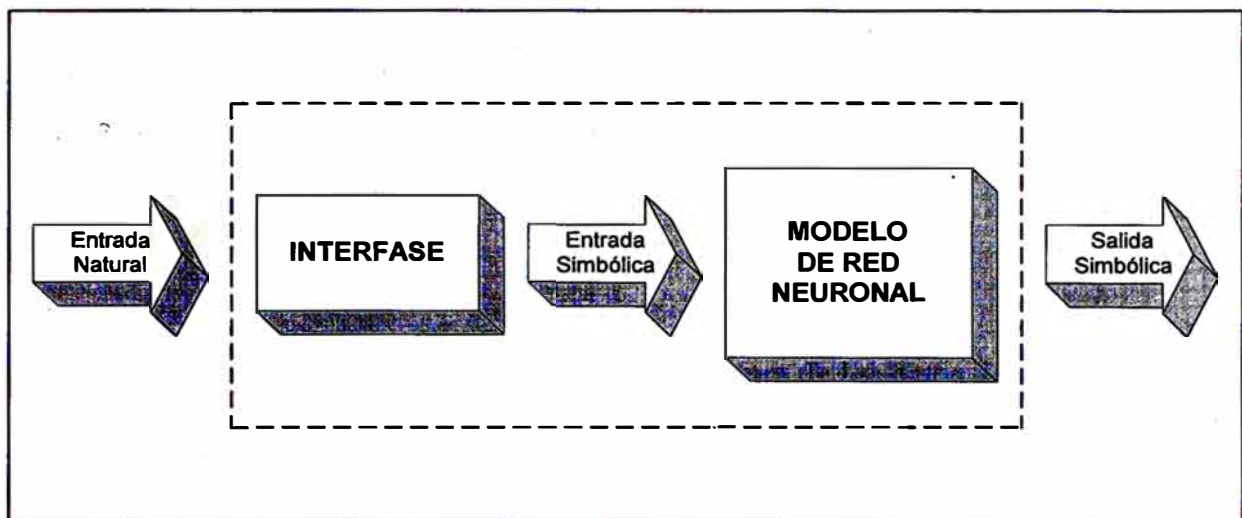 Entrada
Natural
INTERFASE
Entrada
Simbólica
MODELO
DE RED
NEURONAL
Salida
Simbólica